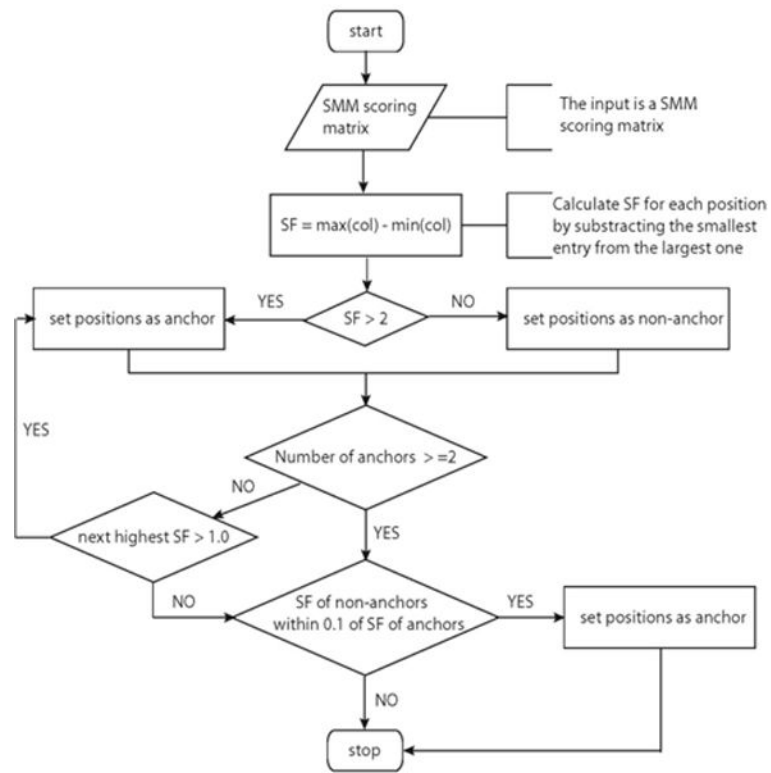 start
SMM scoring
matrix
The input is a SMM
scoring matrix
SF = max(col) - min(col)
Calculate SF for each position
by substracting the smallest
entry from the largest one
YES
NO
set positions as anchor
SF > 2
set positions as non-anchor
YES
Number of anchors > =2
NO
next highest SF > 1.0
YES
NO
SF of non-anchors
within 0.1 of SF of anchors
YES
set positions as anchor
NO
stop